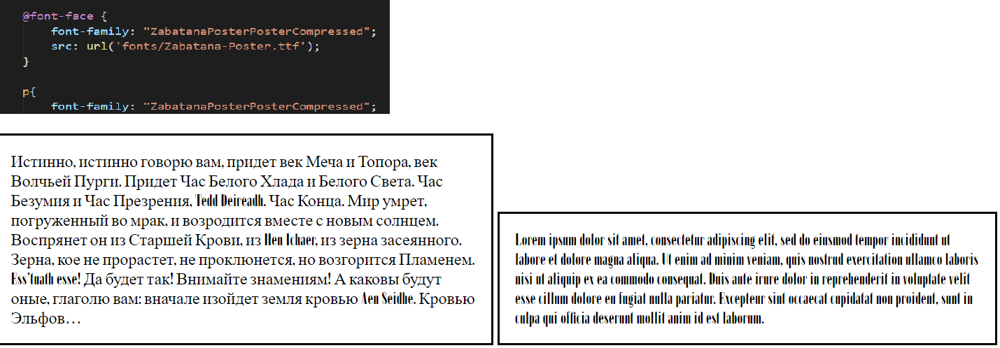 @font-face {
font-family: "ZabatanaPosterPosterCompressed";
src: url('fonts/Zabatana-Poster.ttf');
}
p{
font-family: "ZabatanaPosterPosterCompressed";
Истинно, истинно говорю вам, придет век Меча и Топора, век
Волчьей Пурги. Придет Час Белого Хлада и Белого Света. Час
Безумия и Час Презрения, Tedd Deireadh. Час Конца. Мир умрет,
погруженный во мрак, и возродится вместе с новым солнцем.
Воспрянет он из Старшей Крови, из Hen Ichaer, из зерна засеянного.
Зерна, кое не прорастет, не проклюнется, но возгорится Пламенем.
Ess'tuath esse! Да будет так! Внимайте знамениям! А каковы будут
оные, глаголю вам: вначале изойдет земля кровью Aen Seidhe. Кровью
Эльфов…
Lorem ipsum dolor sit amet, consectetur adipiscing elit, sed do eiusmod tempor incididunt ut
labore et dolore magna aliqua. Ut enim ad minim veniam, quis nostrud exercitation ullamco laboris
nisi ut aliquip ex ea commodo consequat. Duis aute irure dolor in reprehenderit in voluptate velit
esse cillum dolore eu fugiat nulla pariatur. Excepteur sint occaecat cupidatat non proident, sunt in
culpa qui officia deserunt mollit anim id est laborum.